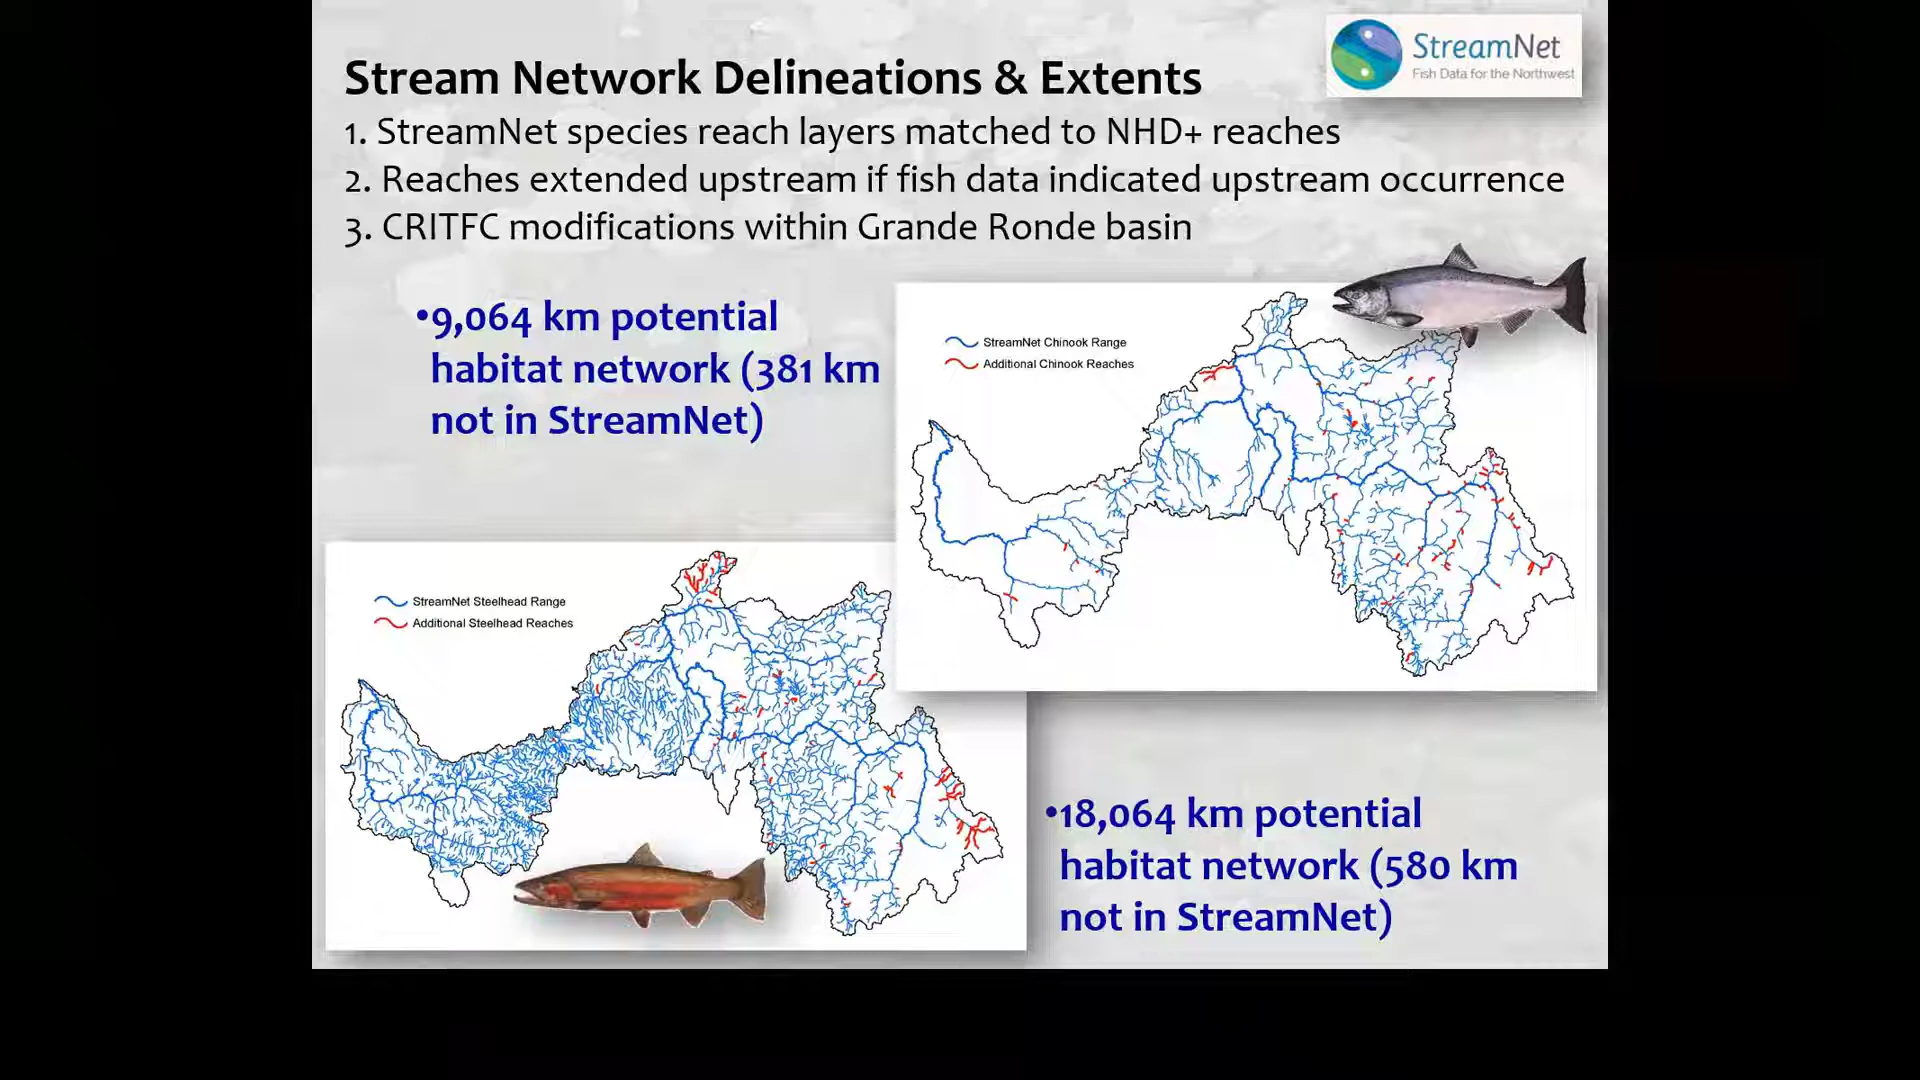 StreamNet
Fish Data for the Northwest
Stream Network Delineations & Extents
1. StreamNet species reach layers matched to NHD+ reaches
2. Reaches extended upstream if fish data indicated upstream occurrence
3. CRITFC modifications within Grande Ronde basin
•9,064 km potential
habitat network (381 km
not in StreamNet)
StreamNet Chinook Range
Additional Chinook Reaches
StreamNet Steelhead Range
Additional Steelhead Reaches
•18,064 km potential
habitat network (580 km
not in StreamNet)